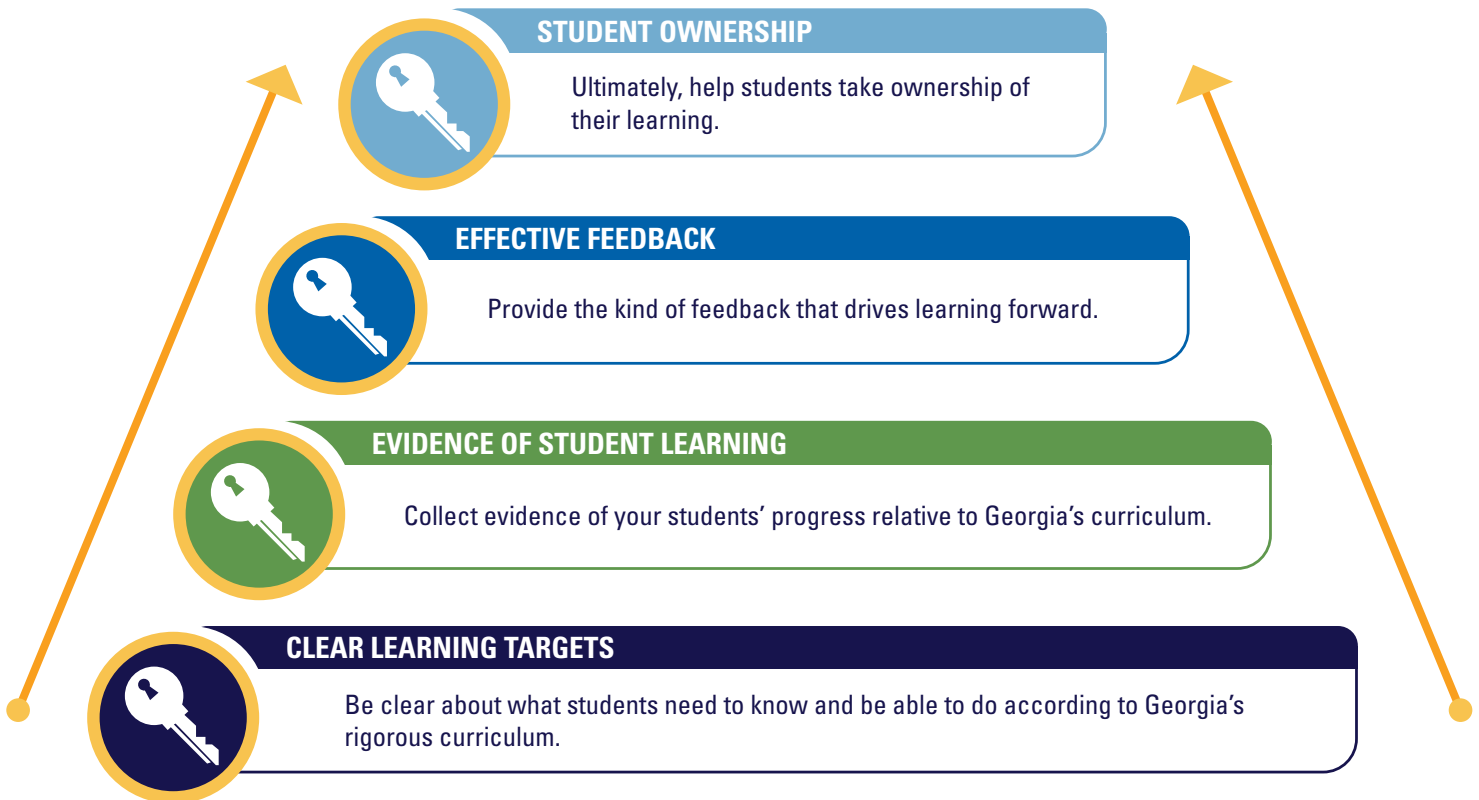 STUDENT OWNERSHIP
Ultimately, help students take ownership of
their learning.
EFFECTIVE FEEDBACK
Provide the kind of feedback that drives learning forward.
EVIDENCE OF STUDENT LEARNING
Collect evidence of your students’ progress relative to Georgia’s curriculum.
CLEAR LEARNING TARGETS
Be clear about what students need to know and be able to do according to Georgia’s
rigorous curriculum.